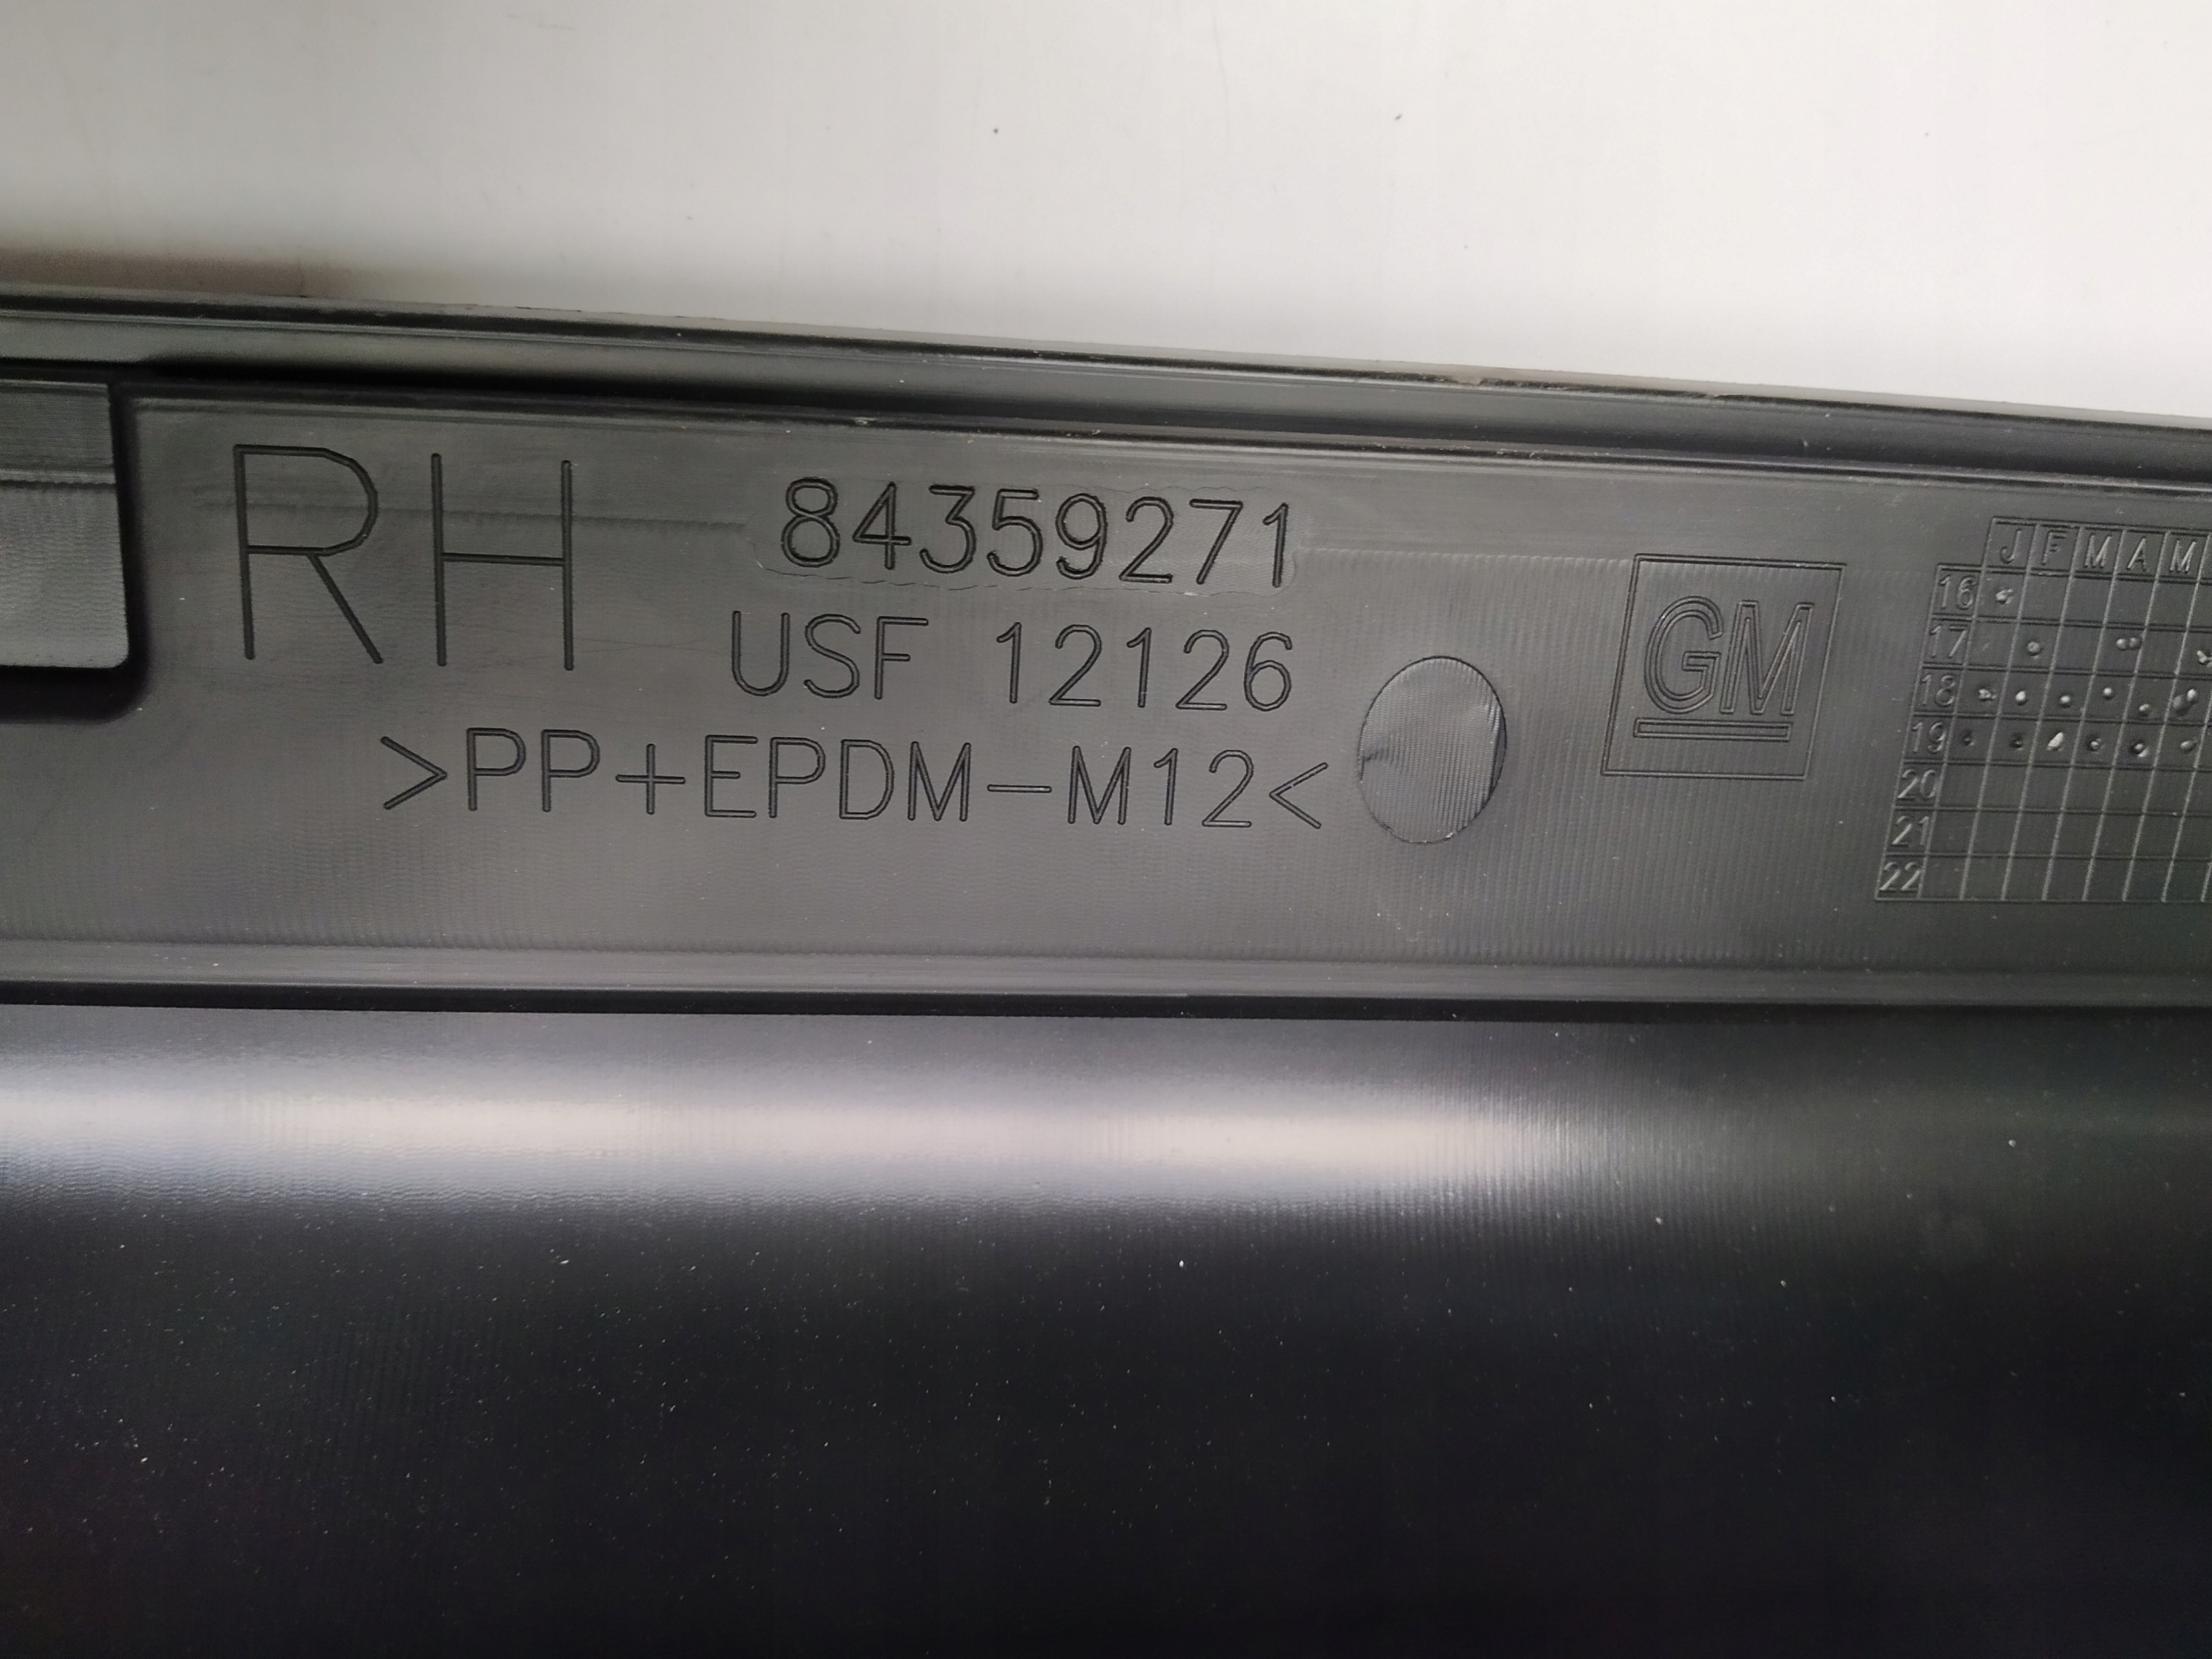 RH
84359271
USF 12126
>PP+EPDM-M12<
GM
J F M A M
16
17
18
19
20
21
22